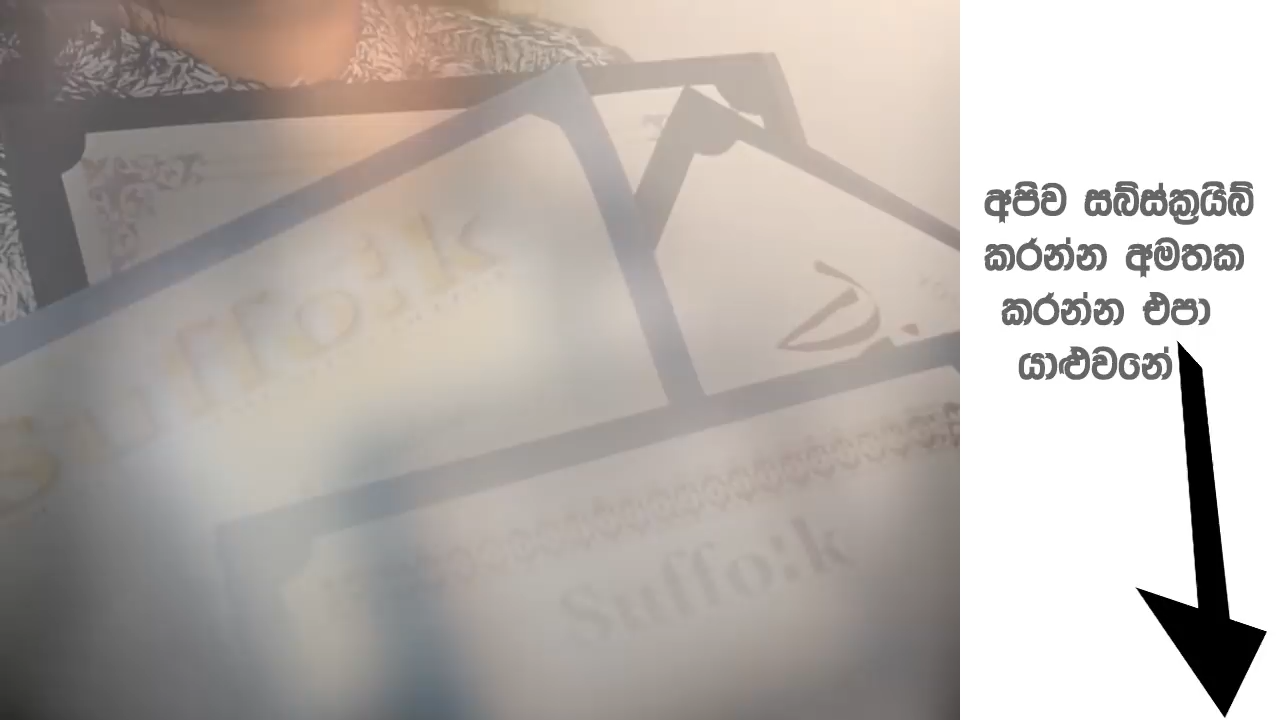 Suffo:k
Suffo:k
අපිව සබ්ස්ක්‍රයිබ්
කරන්න අමතක
කරන්න එපා
යාළුවනේ